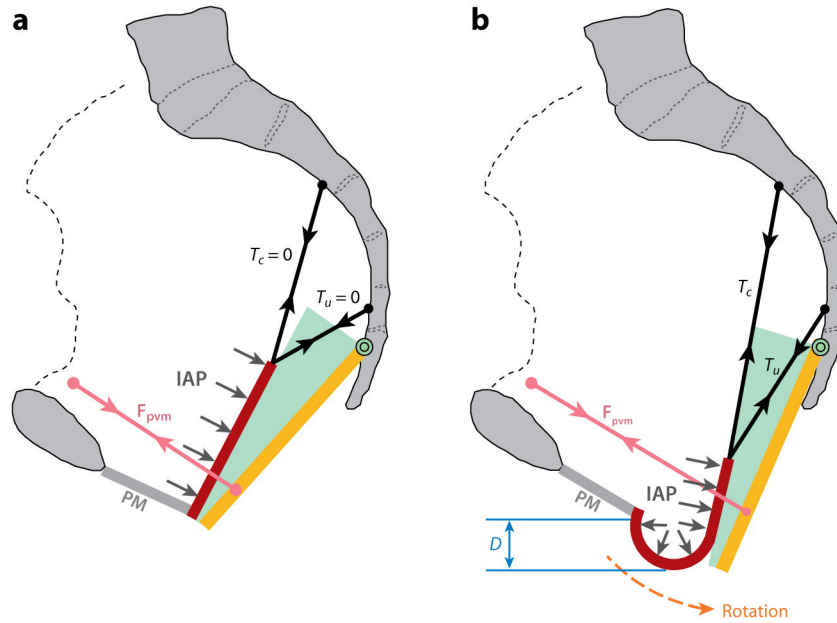 a
T_c = 0
T_u = 0
IAP
F_pvm
PM
b
T_c
T_u
F_pvm
IAP
PM
D
Rotation